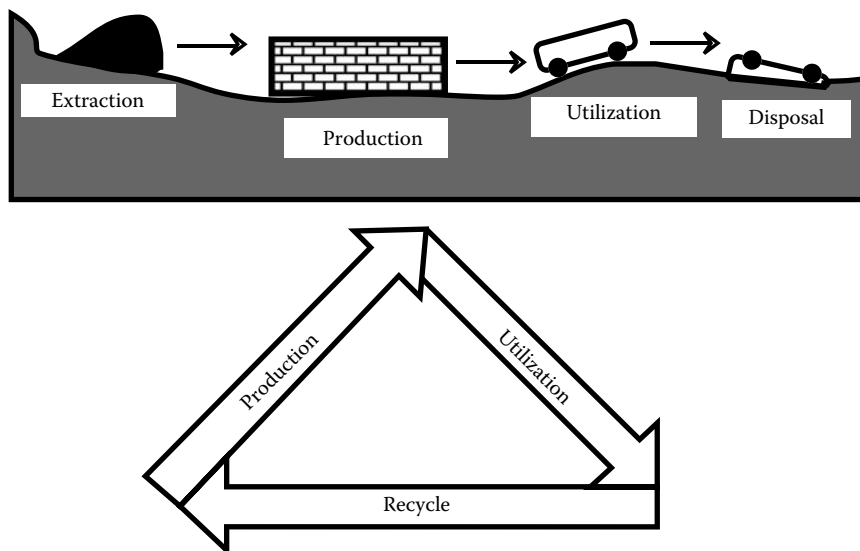 Extraction
Production
Utilization
Disposal
Production
Utilization
Recycle